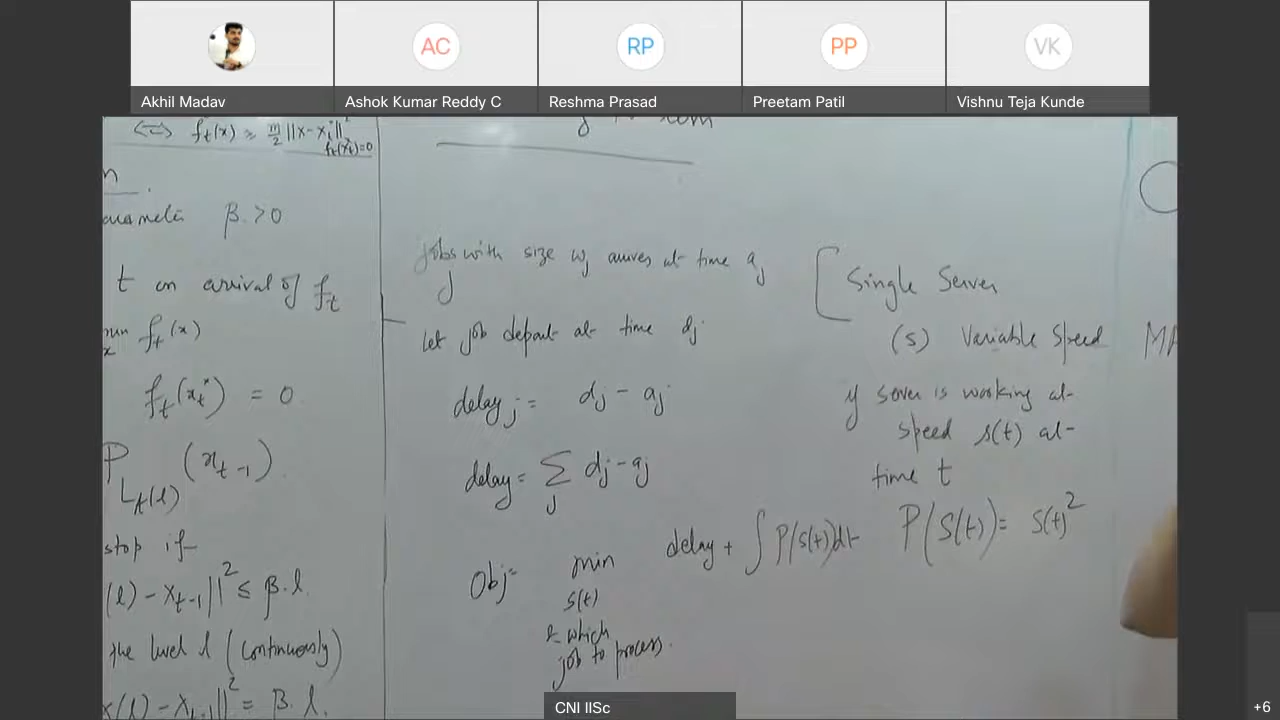 AC
RP
PP
VK
Akhil Madav
Ashok Kumar Reddy C
Reshma Prasad
Preetam Patil
Vishnu Teja Kunde
⟺ f_t(x) ≥ m/2 ||x-x_t^*||^2
f_t(x_t^*)=0
β > 0
t on arrival of f_t
min_x f_t(x)
f_t(x_t^*) = 0
P_{L_t(l)} (x_{t-1})
stop if
(l) - x_{t-1}||^2 ≤ β.l
the level l (continuously)
x(l) - x_{t-1}||^2 = β.l.
Jobs with size w_j arrives at time a_j
j
Let job depart at time d_j
delay_j = d_j - a_j
delay = ∑_j d_j - a_j
Obj = min delay + ∫ P(s(t))dt
s(t)
& which
job to process.
[Single Server
(s) Variable Speed
if server is working at
speed s(t) at
time t
P(s(t)) = s(t)^2
CNI IISc
+6